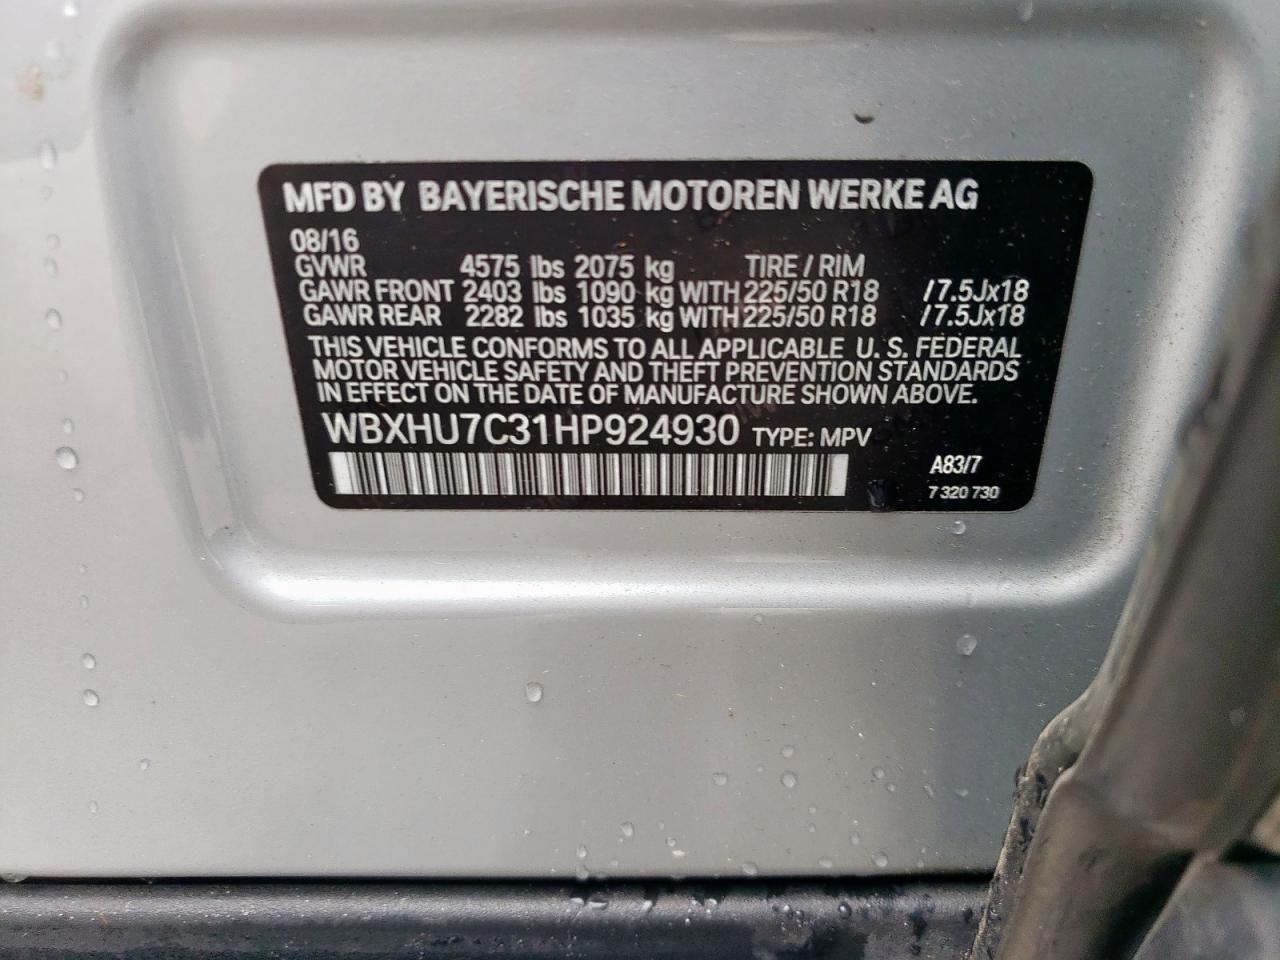 MFD BY BAYERISCHE MOTOREN WERKE AG
08/16
GVWR 4575 lbs 2075 kg TIRE / RIM
GAWR FRONT 2403 lbs 1090 kg WITH 225/50 R18 /7.5Jx18
GAWR REAR 2282 lbs 1035 kg WITH 225/50 R18 /7.5Jx18
THIS VEHICLE CONFORMS TO ALL APPLICABLE U. S. FEDERAL
MOTOR VEHICLE SAFETY AND THEFT PREVENTION STANDARDS
IN EFFECT ON THE DATE OF MANUFACTURE SHOWN ABOVE.
WBXHU7C31HP924930 TYPE: MPV
A83/7
7 320 730